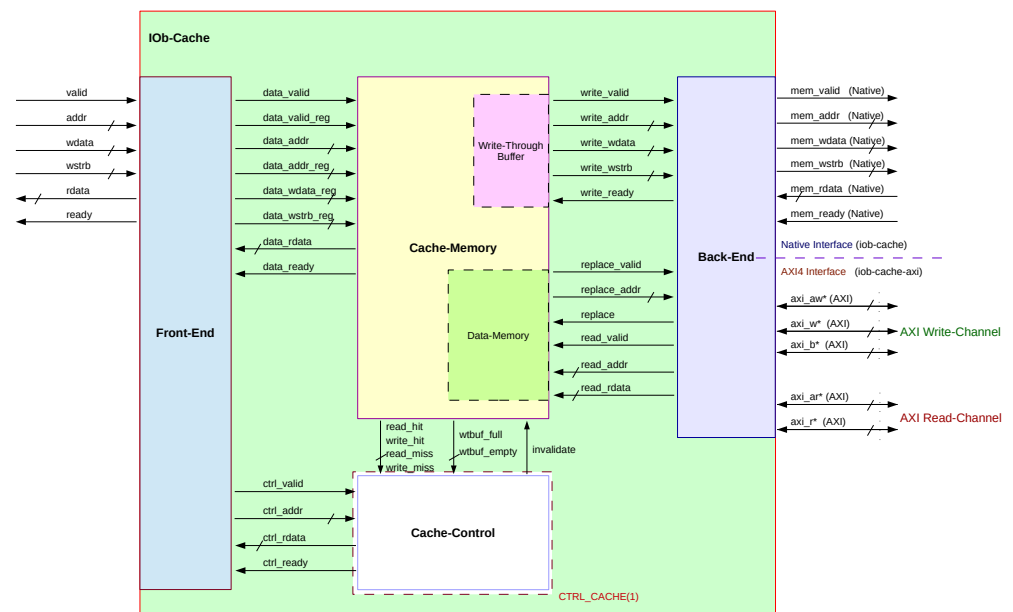 IOb-Cache
valid
addr
wdata
wstrb
rdata
ready
Front-End
data_valid
data_valid_reg
data_addr
data_addr_reg
data_wdata_reg
data_wstrb_reg
data_rdata
data_ready
Write-Through
Buffer
Cache-Memory
Data-Memory
write_valid
write_addr
write_wdata
write_wstrb
write_ready
replace_valid
replace_addr
replace
read_valid
read_addr
read_rdata
Back-End
mem_valid (Native)
mem_addr (Native)
mem_wdata (Native)
mem_wstrb (Native)
mem_rdata (Native)
mem_ready (Native)
Native Interface (iob-cache)
AXI4 Interface (iob-cache-axi)
axi_aw* (AXI)
axi_w* (AXI)
axi_b* (AXI)
AXI Write-Channel
axi_ar* (AXI)
axi_r* (AXI)
AXI Read-Channel
read_hit
write_hit
read_miss
write_miss
wtbuf_full
wtbuf_empty
invalidate
ctrl_valid
ctrl_addr
ctrl_rdata
ctrl_ready
Cache-Control
CTRL_CACHE(1)